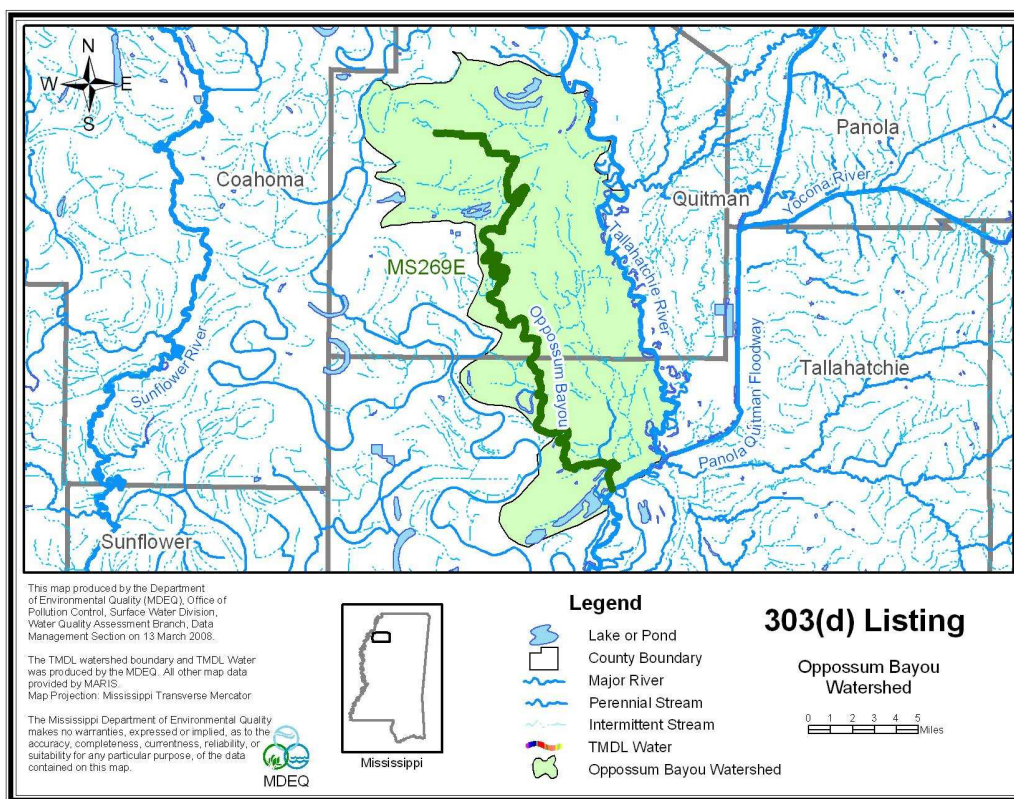 N
W E
S
Panola
Coahoma
Quitman
Yocona River
Tallahatchie River
MS269E
Oppossum Bayou
Sunflower River
Tallahatchie
Panola Quitmani Floodway
Sunflower
This map produced by the Department
of Environmental Quality (MDEQ), Office of
Pollution Control, Surface Water Division,
Water Quality Assessment Branch, Data
Management Section on 13 March 2008.
The TMDL watershed boundary and TMDL Water
was produced by the MDEQ. All other map data
provided by MARIS.
Map Projection: Mississippi Transverse Mercator
The Mississippi Department of Environmental Quality
makes no warranties, expressed or implied, as to the
accuracy, completeness, currentness, reliability, or
suitability for any particular purpose, of the data
contained on this map.
MDEQ
Mississippi
Legend
Lake or Pond
County Boundary
Major River
Perennial Stream
Intermittent Stream
TMDL Water
Oppossum Bayou Watershed
303(d) Listing
Oppossum Bayou
Watershed
0 1 2 3 4 5
Miles